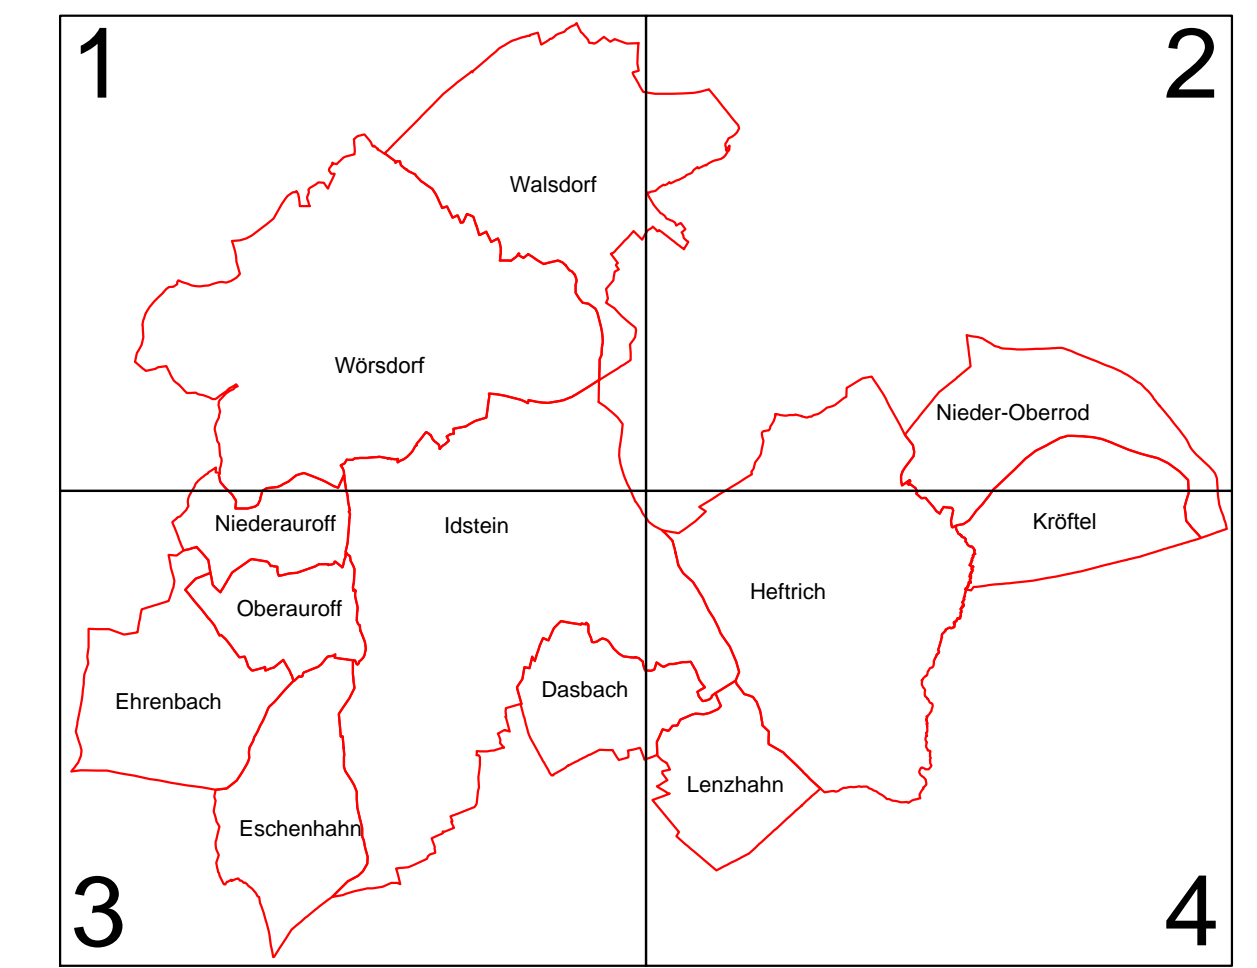 1
2
Walsdorf
Wörsdorf
Nieder-Oberrod
Niederauroff
Idstein
Kröftel
Heftrich
Oberauroff
Dasbach
Ehrenbach
Lenzhahn
Eschenhahn
3
4